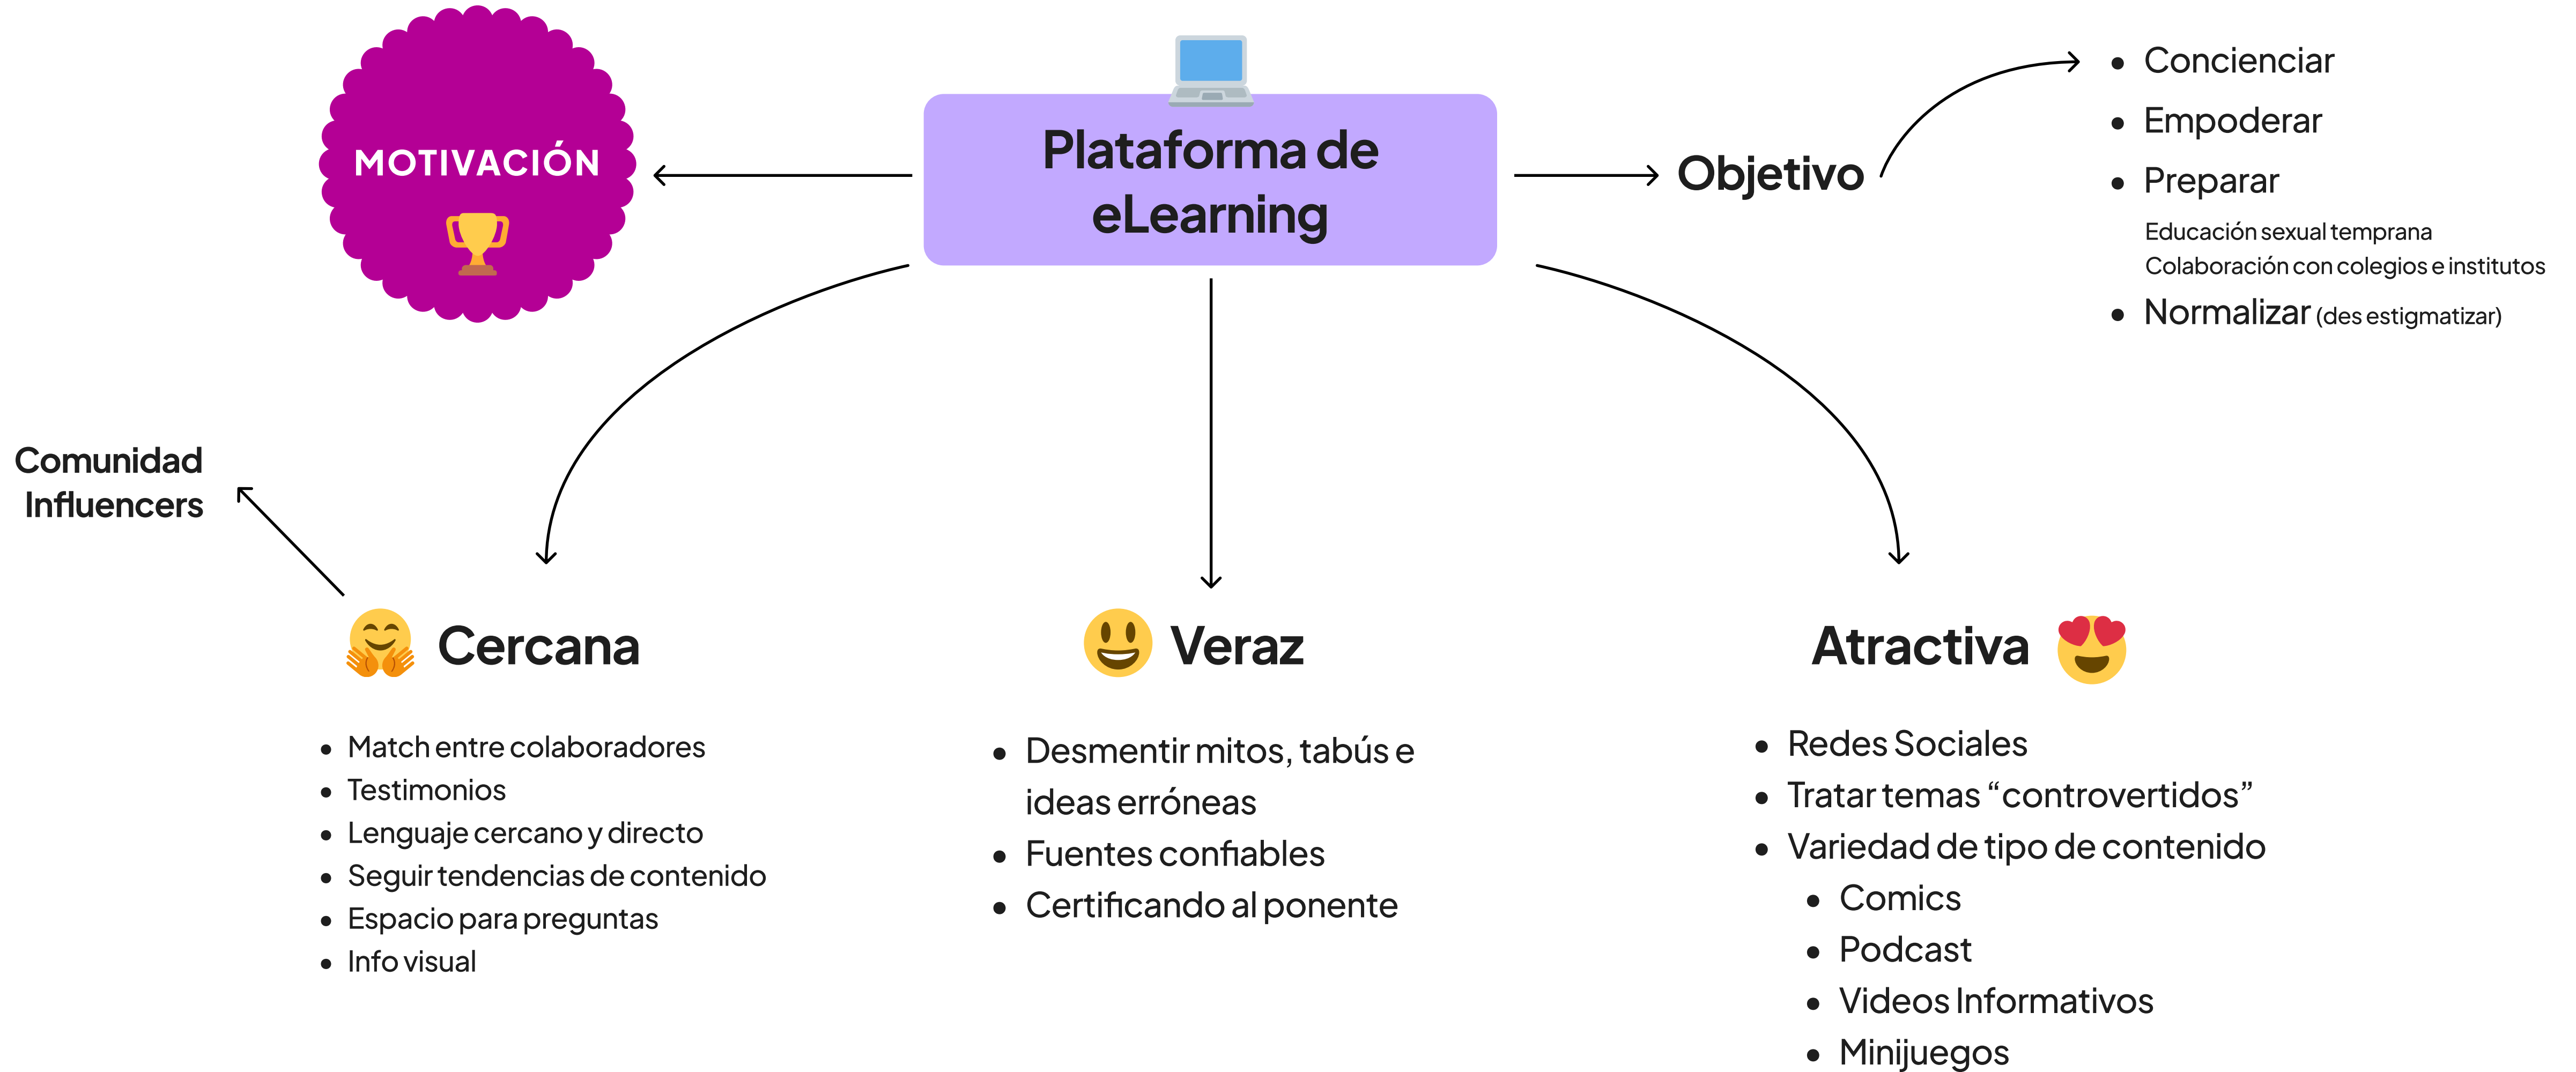 MOTIVACIÓN
Plataforma de
eLearning
Objetivo
Concienciar
Empoderar
Preparar
Educación sexual temprana
Colaboración con colegios e institutos
Normalizar (des estigmatizar)
Comunidad
Influencers
Cercana
Match entre colaboradores
Testimonios
Lenguaje cercano y directo
Seguir tendencias de contenido
Espacio para preguntas
Info visual
Veraz
Desmentir mitos, tabús e
ideas erróneas
Fuentes confiables
Certificando al ponente
Atractiva
Redes Sociales
Tratar temas “controvertidos”
Variedad de tipo de contenido
Comics
Podcast
Videos Informativos
Minijuegos